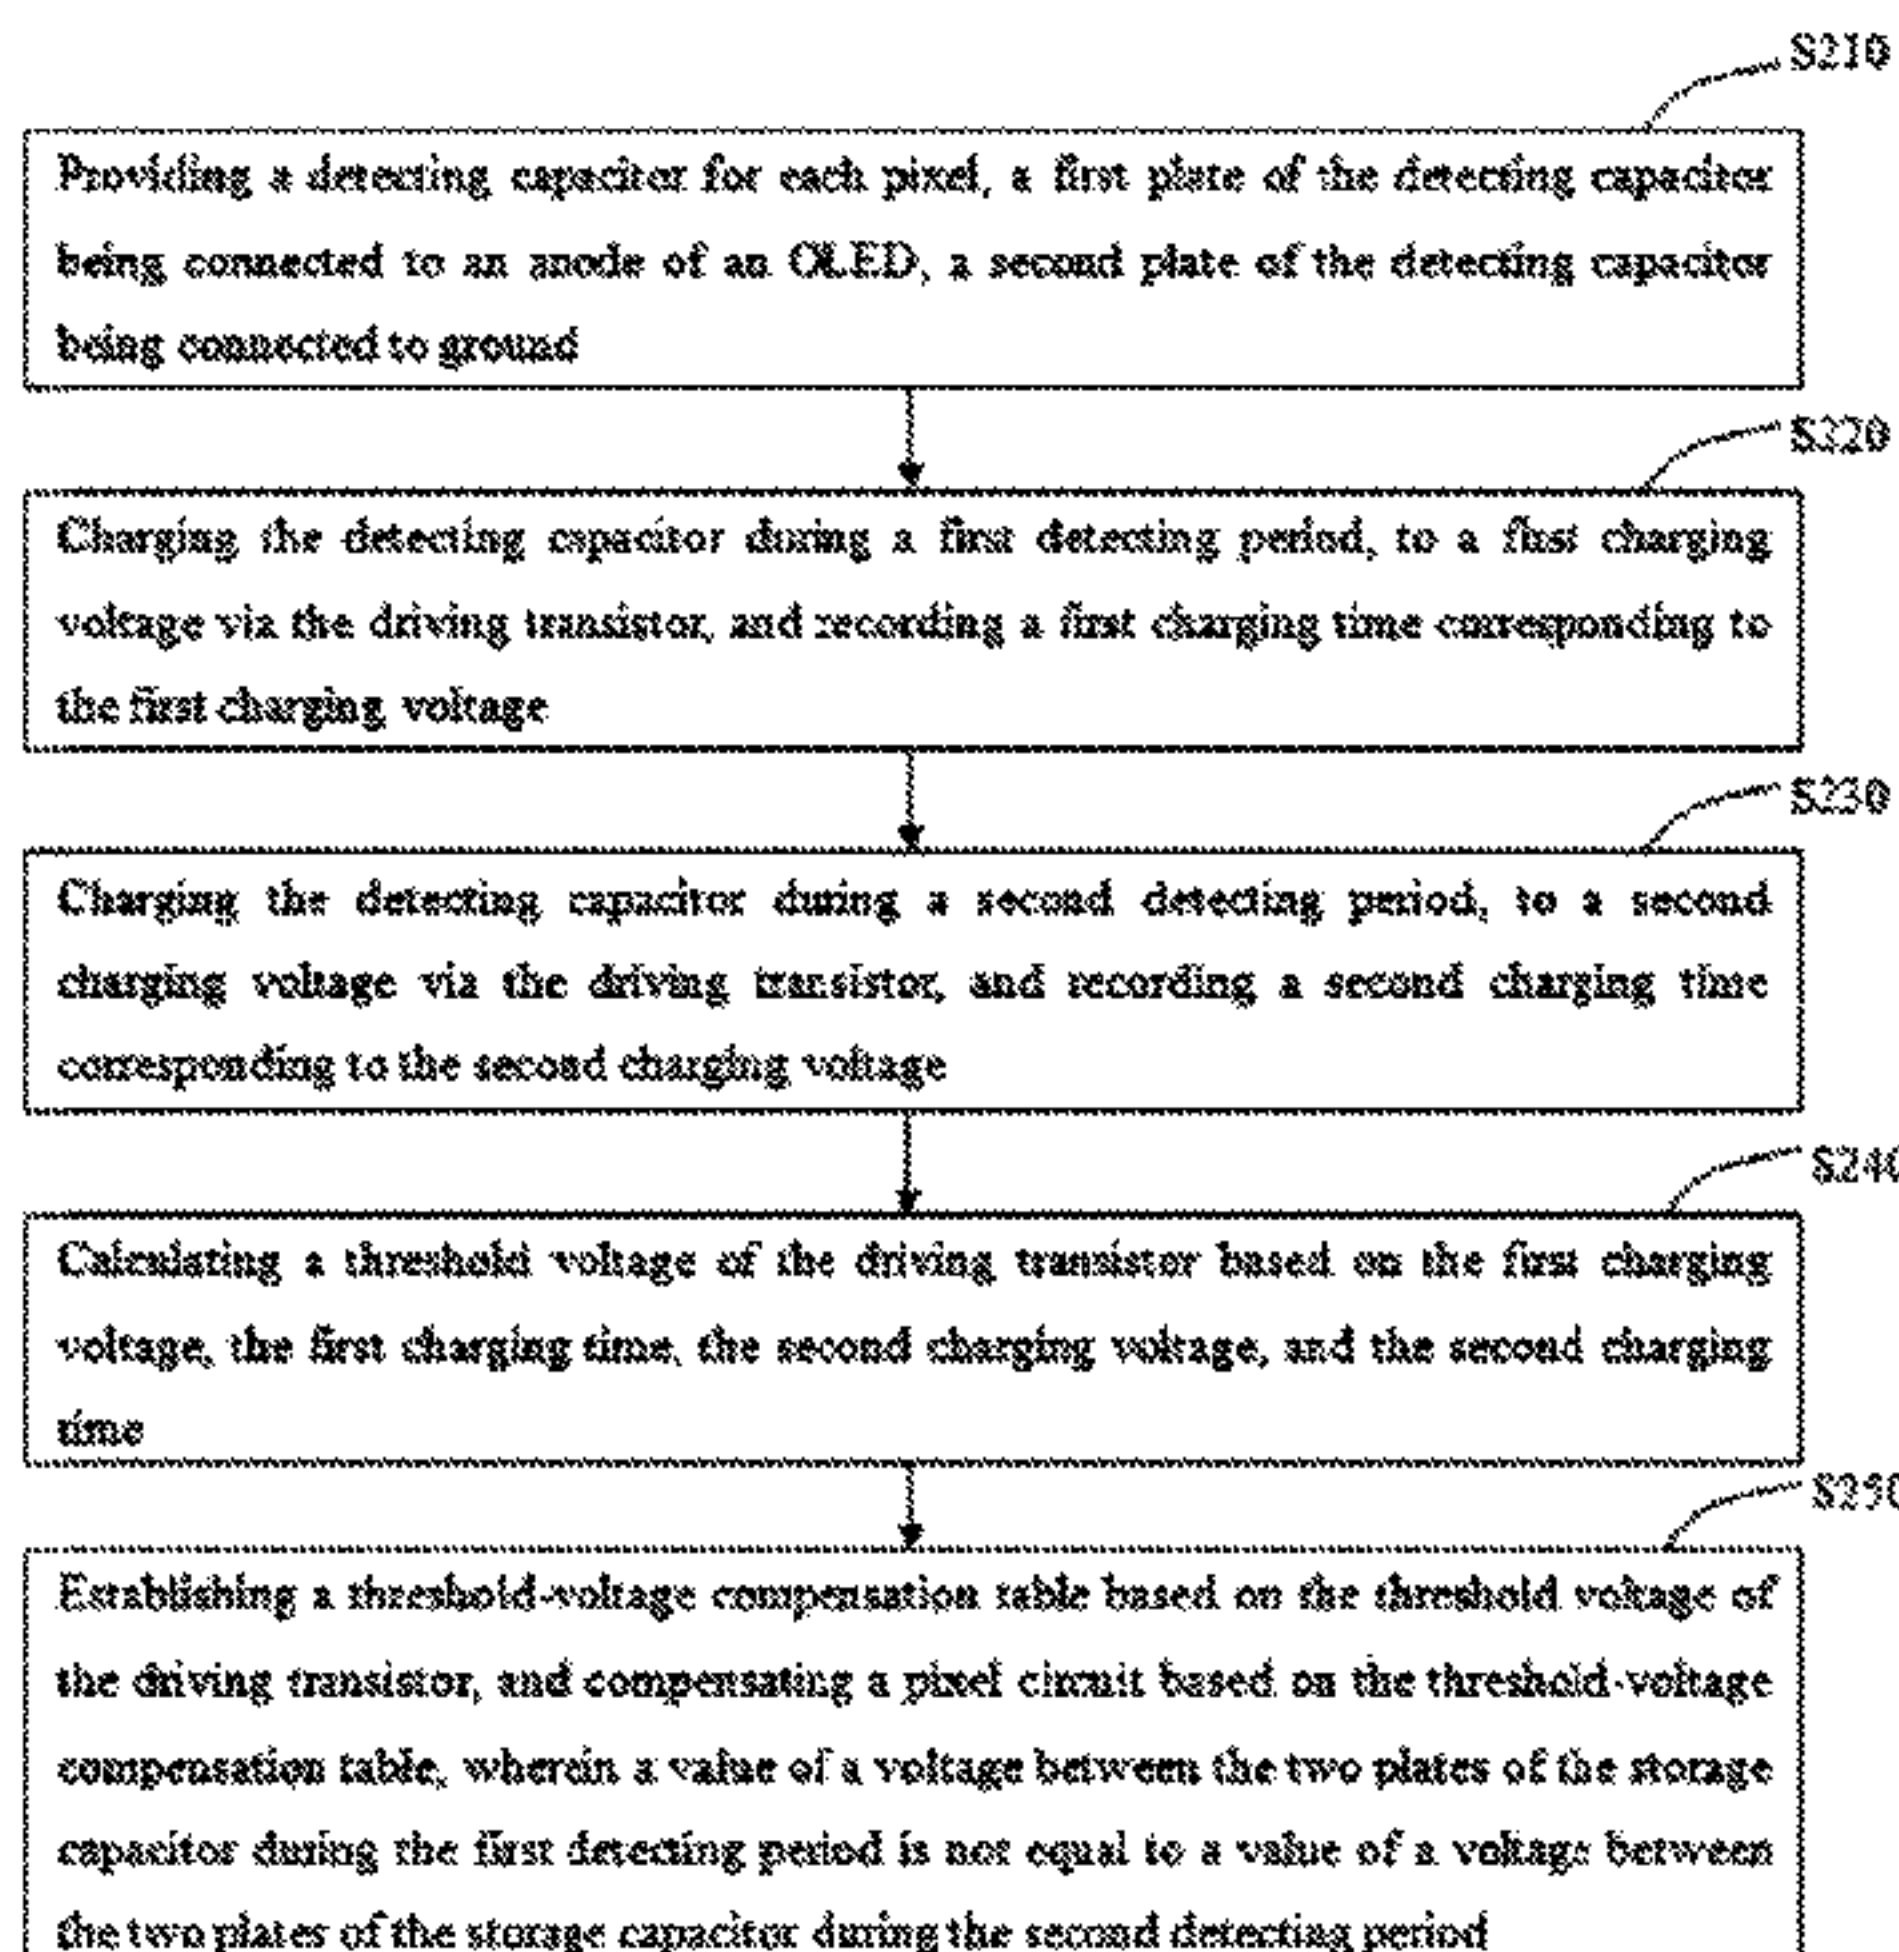 S210
Providing a detecting capacitor for each pixel, a first plate of the detecting capacitor
being connected to an anode of an OLED, a second plate of the detecting capacitor
being connected to ground
S220
Charging the detecting capacitor during a first detecting period, to a first charging
voltage via the driving transistor, and recording a first charging time corresponding to
the first charging voltage
S230
Charging the detecting capacitor during a second detecting period, to a second
charging voltage via the driving transistor, and recording a second charging time
corresponding to the second charging voltage
S240
Calculating a threshold voltage of the driving transistor based on the first charging
voltage, the first charging time, the second charging voltage, and the second charging
time
S250
Establishing a threshold-voltage compensation table based on the threshold voltage of
the driving transistor, and compensating a pixel circuit based on the threshold-voltage
compensation table, wherein a value of a voltage between the two plates of the storage
capacitor during the first detecting period is not equal to a value of a voltage between
the two plates of the storage capacitor during the second detecting period